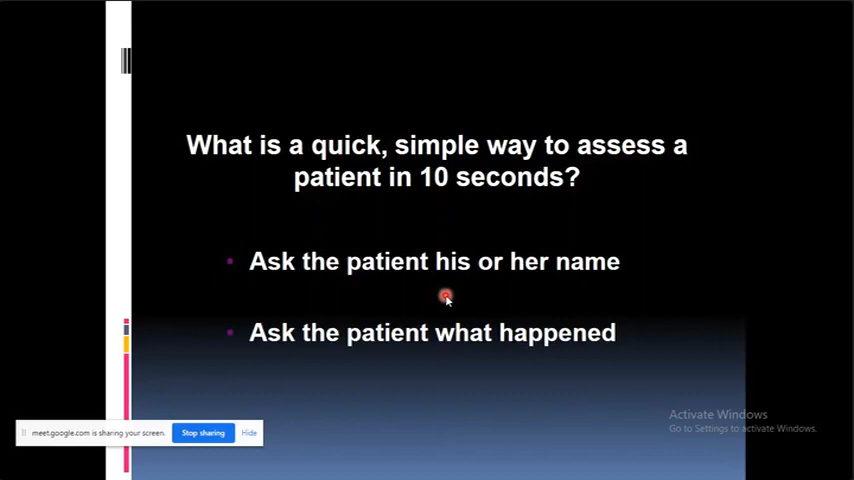 What is a quick, simple way to assess a
patient in 10 seconds?
• Ask the patient his or her name
• Ask the patient what happened
Activate Windows
Go to Settings to activate Windows.
meet.google.com is sharing your screen.
Stop sharing
Hide